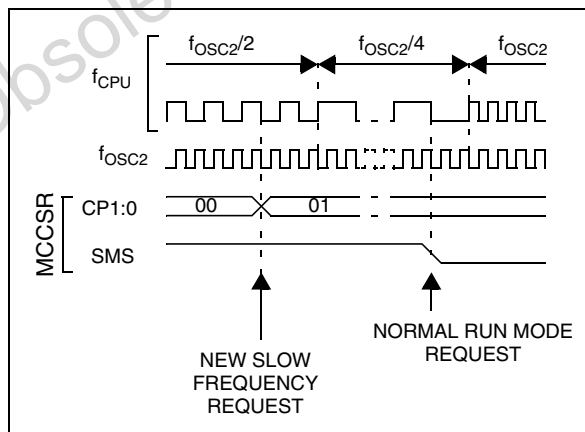 obsole
fOSC2/2 fOSC2/4 fOSC2
fCPU
fOSC2
MCCSR
CP1:0 00 01
SMS
NEW SLOW
FREQUENCY
REQUEST
NORMAL RUN MODE
REQUEST